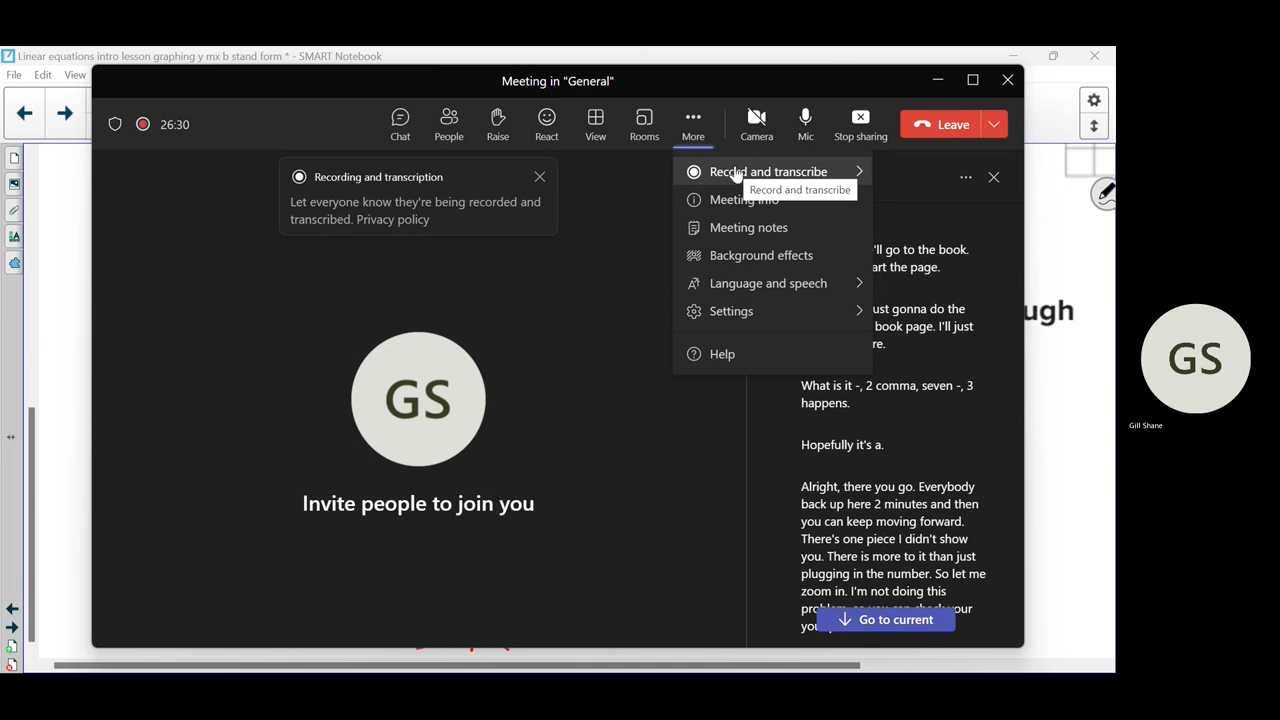 Linear equations intro lesson graphing y mx b stand form * - SMART Notebook
File Edit View
Meeting in "General"
26:30
Chat People Raise React View Rooms More Camera Mic Stop sharing Leave
Recording and transcription
Let everyone know they're being recorded and
transcribed. Privacy policy
Record and transcribe
Record and transcribe
Meeting info
Meeting notes
Background effects
Language and speech
Settings
Help
GS
Invite people to join you
'll go to the book.
art the page.
ust gonna do the
book page. I'll just
re.
What is it -, 2 comma, seven -, 3
happens.
Hopefully it's a.
Alright, there you go. Everybody
back up here 2 minutes and then
you can keep moving forward.
There's one piece I didn't show
you. There is more to it than just
plugging in the number. So let me
zoom in. I'm not doing this
Go to current
ugh
GS
Gill Shane